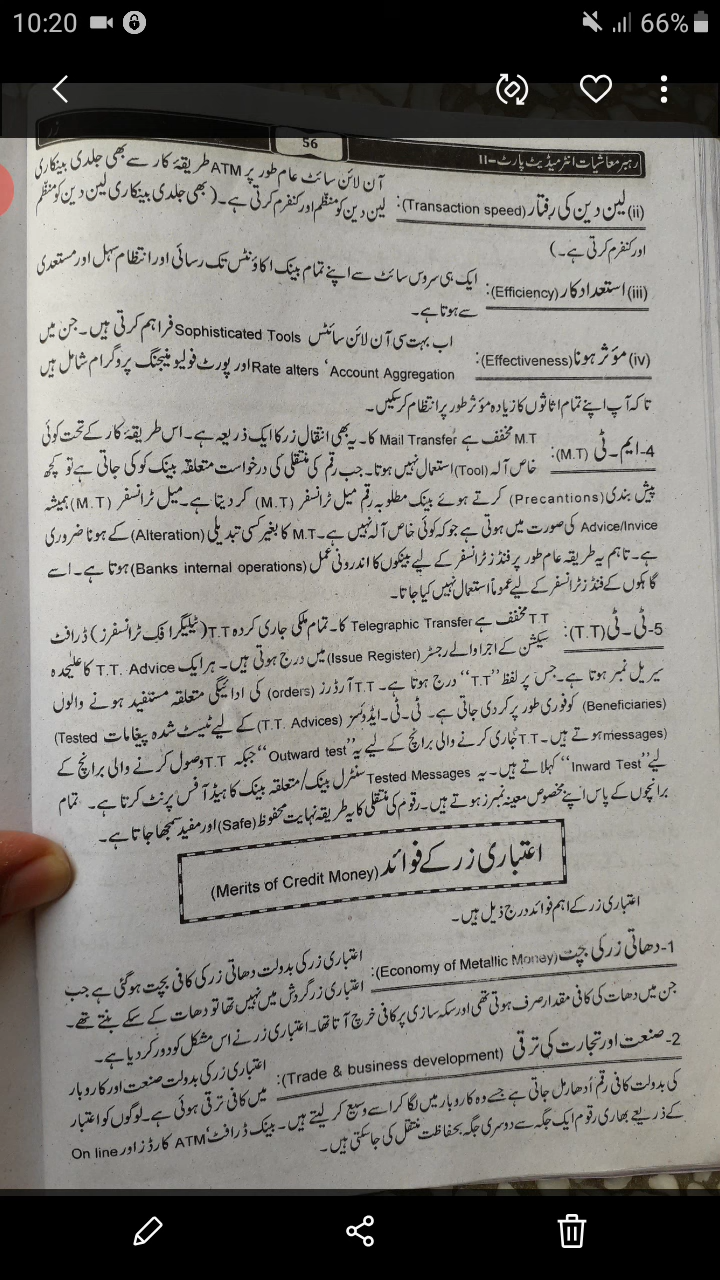 10:20
66%
56
رہبر معاشیات انٹرمیڈیٹ پارٹ-II
زر
(ii) لین دین کی رفتار (Transaction speed): آن لائن سائٹ عام طور پر ATM طریقۂ کار سے بھی جلدی بینکاری
لین دین کو منظم اور کنفرم کرتی ہے۔ (بھی جلدی بینکاری لین دین کو منظم
اور کنفرم کرتی ہے۔)
(iii) استعداد کار (Efficiency): ایک ہی سروس سائٹ سے اپنے تمام بینک اکاؤنٹس تک رسائی اور انتظام سہل اور مستعدی
سے ہوتا ہے۔
(iv) مؤثر ہونا (Effectiveness): اب بہت سی آن لائن سائٹس Sophisticated Tools فراہم کرتی ہیں۔ جن میں
Rate alters ‘Account Aggregation اور پورٹ فولیو منیجنگ پروگرام شامل ہیں
تا کہ آپ اپنے تمام اثاثوں کا زیادہ مؤثر طور پر انتظام کرسکیں۔
4-ایم۔ٹی (M.T): M.T مخفف ہے Mail Transfer کا۔ یہ بھی انتقال زر کا ایک ذریعہ ہے۔ اس طریقۂ کار کے تحت کوئی
خاص آلہ (Tool) استعمال نہیں ہوتا۔ جب رقم کی منتقلی کی درخواست متعلقہ بینک کو کی جاتی ہے تو کچھ
پیش بندی (Precantions) کرتے ہوئے بینک مطلوبہ رقم میل ٹرانسفر (M.T) کر دیتا ہے۔ میل ٹرانسفر (M.T) ہمیشہ
Advice/Invice کی صورت میں ہوتی ہے جو کہ کوئی خاص آلہ نہیں ہے۔ M.T کا بغیر کسی تبدیلی (Alteration) کے ہونا ضروری
ہے۔ تاہم یہ طریقہ عام طور پر فنڈز ٹرانسفر کے لیے بینکوں کا اندرونی عمل (Banks internal operations) ہوتا ہے۔ اسے
گاہکوں کے فنڈز ٹرانسفر کے لیے عموماً استعمال نہیں کیا جاتا۔
5-ٹی۔ٹی (T.T): T.T مخفف ہے Telegraphic Transfer کا۔ تمام ملکی جاری کردہ T.T (ٹیلیگرافک ٹرانسفرز) ڈرافٹ
سیکشن کے اجرا والے رجسٹر (Issue Register) میں درج ہوتی ہیں۔ ہر ایک T.T. Advice کا علیحدہ
سیریل نمبر ہوتا ہے۔ جس پر لفظ ”T.T“ درج ہوتا ہے۔ T.T آرڈرز (orders) کی ادائیگی متعلقہ مستفید ہونے والوں
(Beneficiaries) کو فوری طور پر کر دی جاتی ہے۔ ٹی۔ٹی۔ ایڈوئسز (T.T. Advices) کے لیے ٹیسٹ شدہ پیغامات (Tested
messages) ہوتے ہیں۔ T.T جاری کرنے والی برانچ کے لیے یہ ”Outward test“ جبکہ T.T وصول کرنے والی برانچ کے
لیے ”Inward Test“ کہلاتے ہیں۔ یہ Tested Messages سنٹرل بینک/متعلقہ بینک کا ہیڈ آفس پرنٹ کرتا ہے۔ تمام
برانچوں کے پاس اپنے مخصوص معینہ نمبرز ہوتے ہیں۔ رقوم کی منتقلی کا یہ طریقہ نہایت محفوظ (Safe) اور مفید سمجھا جاتا ہے۔
اعتباری زر کے فوائد (Merits of Credit Money)
اعتباری زر کے اہم فوائد درج ذیل ہیں۔
1-دھاتی زر کی بچت (Economy of Metallic Money): اعتباری زر کی بدولت دھاتی زر کی کافی بچت ہوگئی ہے جب
اعتباری زر گردش میں نہیں تھا تو دھات کے سکے بنتے تھے۔
جن میں دھات کی کافی مقدار صرف ہوتی تھی اور سکہ سازی پر کافی خرچ آتا تھا۔ اعتباری زر نے اس مشکل کو دور کر دیا ہے۔
2-صنعت اور تجارت کی ترقی (Trade & business development): اعتباری زر کی بدولت صنعت اور کاروبار
میں کافی ترقی ہوئی ہے۔ لوگوں کو اعتبار
کی بدولت کافی رقم اُدھار مل جاتی ہے جسے وہ کاروبار میں لگا کر اسے وسیع کر لیتے ہیں۔ بینک ڈرافٹ ‘ATM کارڈز اور On line
کے ذریعے بھاری رقوم ایک جگہ سے دوسری جگہ بحفاظت منتقل کی جاسکتی ہیں۔